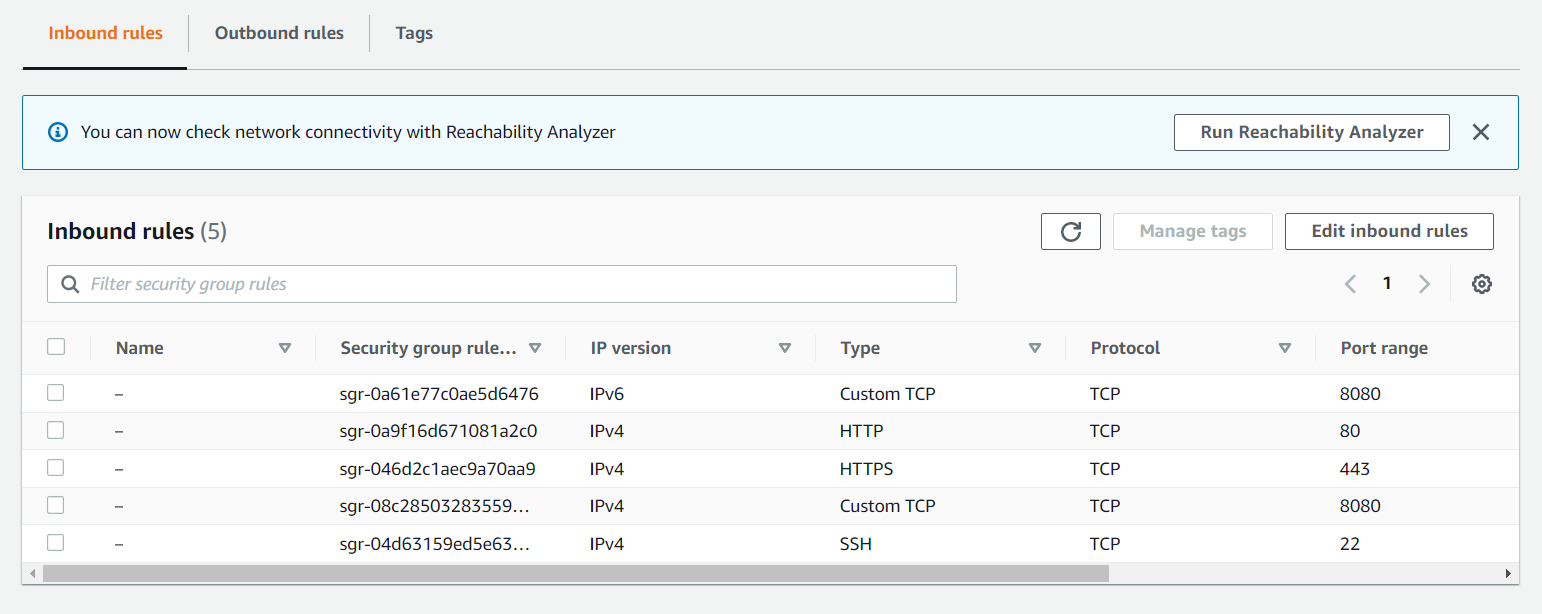 Inbound rules Outbound rules Tags
You can now check network connectivity with Reachability Analyzer Run Reachability Analyzer
Inbound rules (5) Manage tags Edit inbound rules
Filter security group rules 1
Name Security group rule... IP version Type Protocol Port range
– sgr-0a61e77c0ae5d6476 IPv6 Custom TCP TCP 8080
– sgr-0a9f16d671081a2c0 IPv4 HTTP TCP 80
– sgr-046d2c1aec9a70aa9 IPv4 HTTPS TCP 443
– sgr-08c28503283559... IPv4 Custom TCP TCP 8080
– sgr-04d63159ed5e63... IPv4 SSH TCP 22